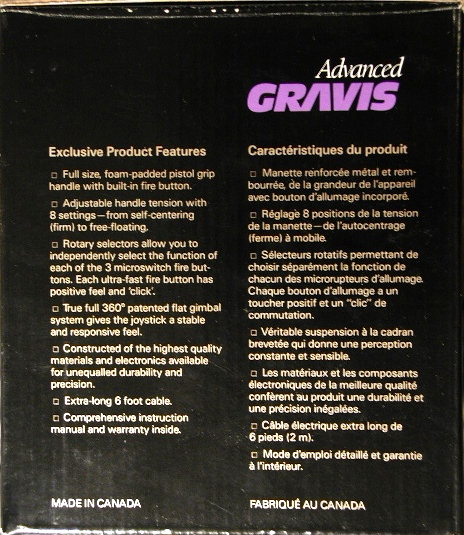 Advanced
GRAVIS
Exclusive Product Features
□ Full size, foam-padded pistol grip
handle with built-in fire button.
□ Adjustable handle tension with
8 settings—from self-centering
(firm) to free-floating.
□ Rotary selectors allow you to
independently select the function of
each of the 3 microswitch fire but-
tons. Each ultra-fast fire button has
positive feel and 'click'.
□ True full 360° patented flat gimbal
system gives the joystick a stable
and responsive feel.
□ Constructed of the highest quality
materials and electronics available
for unequalled durability and
precision.
□ Extra-long 6 foot cable.
□ Comprehensive instruction
manual and warranty inside.
MADE IN CANADA
Caractéristiques du produit
□ Manette renforcée métal et rem-
bourrée, de la grandeur de l'appareil
avec bouton d'allumage incorporé.
□ Réglage 8 positions de la tension
de la manette—de l'autocentrage
(ferme) à mobile.
□ Sélecteurs rotatifs permettant de
choisir séparément la fonction de
chacun des microrupteurs d'allumage.
Chaque bouton d'allumage a un
toucher positif et un "clic" de
commutation.
□ Véritable suspension à la cadran
brevetée qui donne une perception
constante et sensible.
□ Les matériaux et les composants
électroniques de la meilleure qualité
confèrent au produit une durabilité et
une précision inégalées.
□ Câble électrique extra long de
6 pieds (2 m).
□ Mode d'emploi détaillé et garantie
à l'intérieur.
FABRIQUÉ AU CANADA